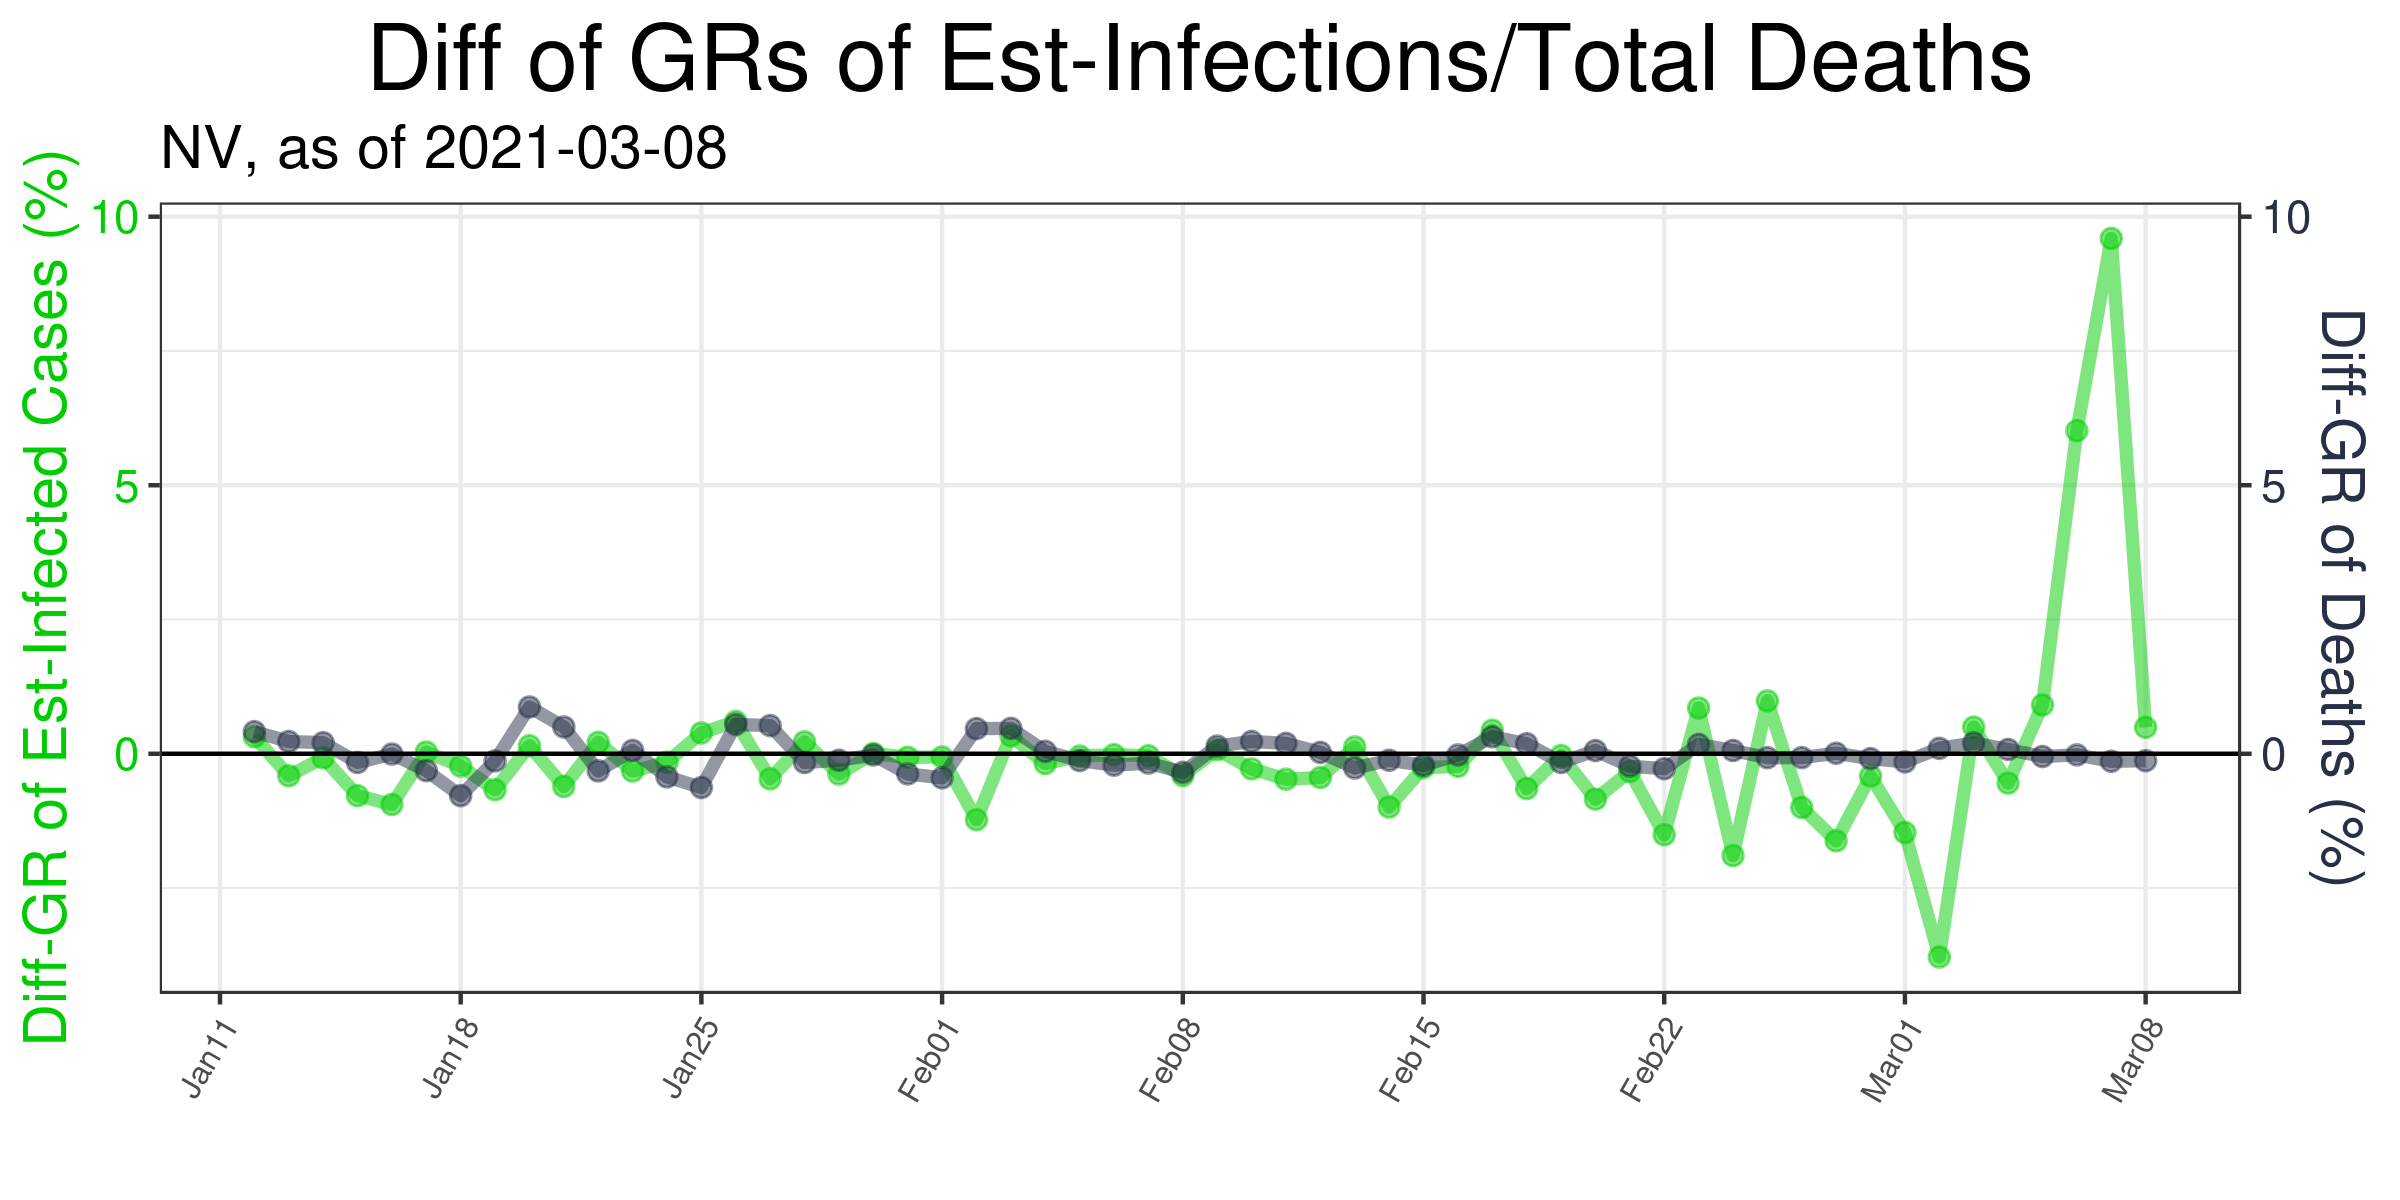 Diff of GRs of Est-Infections/Total Deaths
NV, as of 2021-03-08
Diff-GR of Est-Infected Cases (%)
10
5
0
10
5
0
Diff-GR of Deaths (%)
Jan11
Jan18
Jan25
Feb01
Feb08
Feb15
Feb22
Mar01
Mar08